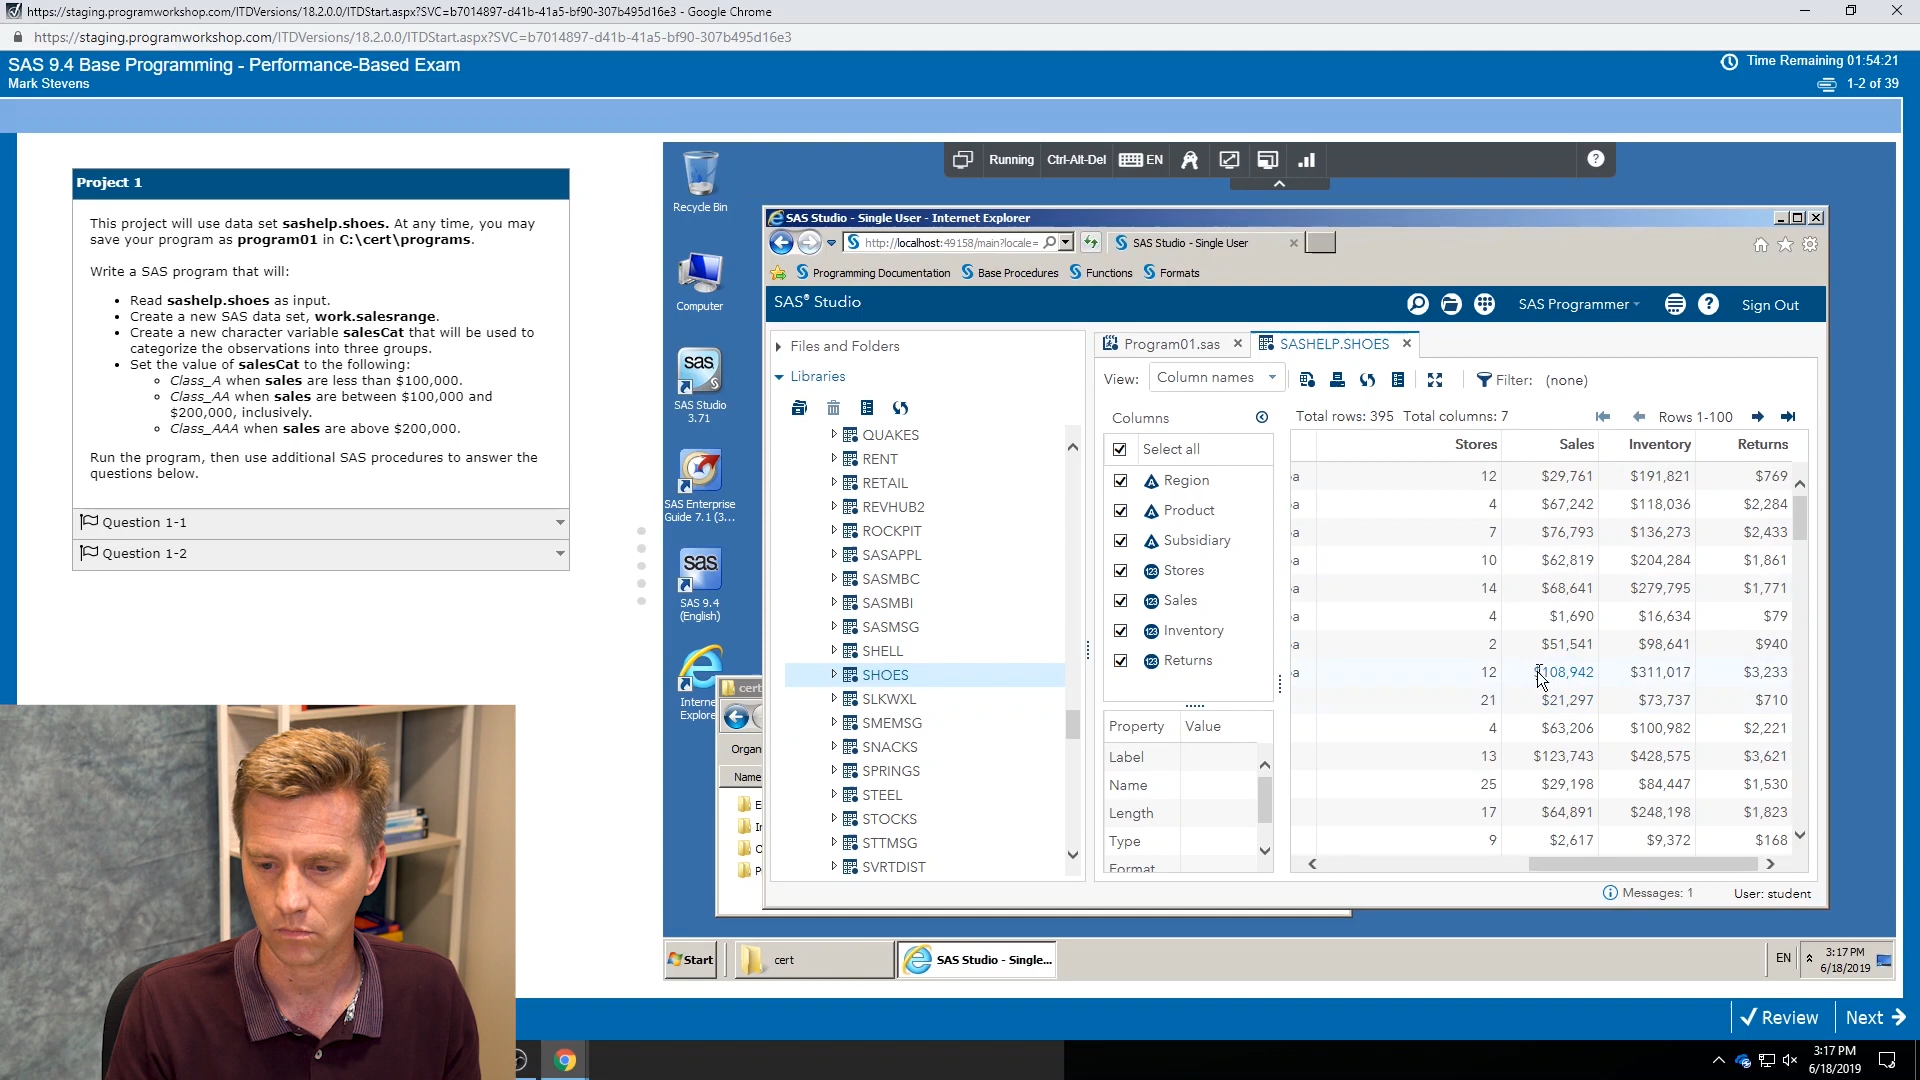 https://staging.programworkshop.com/ITDVersions/18.2.0.0/ITDStart.aspx?SVC=b7014897-d41b-41a5-bf90-307b495d16e3 - Google Chrome
https://staging.programworkshop.com/ITDVersions/18.2.0.0/ITDStart.aspx?SVC=b7014897-d41b-41a5-bf90-307b495d16e3
SAS 9.4 Base Programming - Performance-Based Exam
Mark Stevens
Time Remaining 01:54:21
1-2 of 39
Project 1
This project will use data set sashelp.shoes. At any time, you may
save your program as program01 in C:\cert\programs.
Write a SAS program that will:
• Read sashelp.shoes as input.
• Create a new SAS data set, work.salesrange.
• Create a new character variable salesCat that will be used to
categorize the observations into three groups.
• Set the value of salesCat to the following:
Class_A when sales are less than $100,000.
Class_AA when sales are between $100,000 and
$200,000, inclusively.
Class_AAA when sales are above $200,000.
Run the program, then use additional SAS procedures to answer the
questions below.
Question 1-1
Question 1-2
Recycle Bin
Computer
sas
SAS Studio
3.71
SAS Enterprise
Guide 7.1 (3...
sas
SAS 9.4
(English)
Interne
Explore
Running Ctrl-Alt-Del EN
SAS Studio - Single User - Internet Explorer
http://localhost:49158/main?locale=
SAS Studio - Single User
Programming Documentation Base Procedures Functions Formats
SAS® Studio
SAS Programmer
Sign Out
Files and Folders
Libraries
QUAKES
RENT
RETAIL
REVHUB2
ROCKPIT
SASAPPL
SASMBC
SASMBI
SASMSG
SHELL
SHOES
SLKWXL
SMEMSG
SNACKS
SPRINGS
STEEL
STOCKS
STTMSG
SVRTDIST
Program01.sas
SASHELP.SHOES
View: Column names
Filter: (none)
Columns
Select all
Region
Product
Subsidiary
Stores
Sales
Inventory
Returns
Property Value
Label
Name
Length
Type
Format
Total rows: 395 Total columns: 7
Rows 1-100
Stores Sales Inventory Returns
a 12 $29,761 $191,821 $769
a 4 $67,242 $118,036 $2,284
a 7 $76,793 $136,273 $2,433
a 10 $62,819 $204,284 $1,861
a 14 $68,641 $279,795 $1,771
a 4 $1,690 $16,634 $79
a 2 $51,541 $98,641 $940
a 12 $108,942 $311,017 $3,233
21 $21,297 $73,737 $710
4 $63,206 $100,982 $2,221
13 $123,743 $428,575 $3,621
25 $29,198 $84,447 $1,530
17 $64,891 $248,198 $1,823
9 $2,617 $9,372 $168
Messages: 1
User: student
cert
Organ
Name
Start
cert
SAS Studio - Single...
EN
3:17 PM
6/18/2019
Review
Next
3:17 PM
6/18/2019